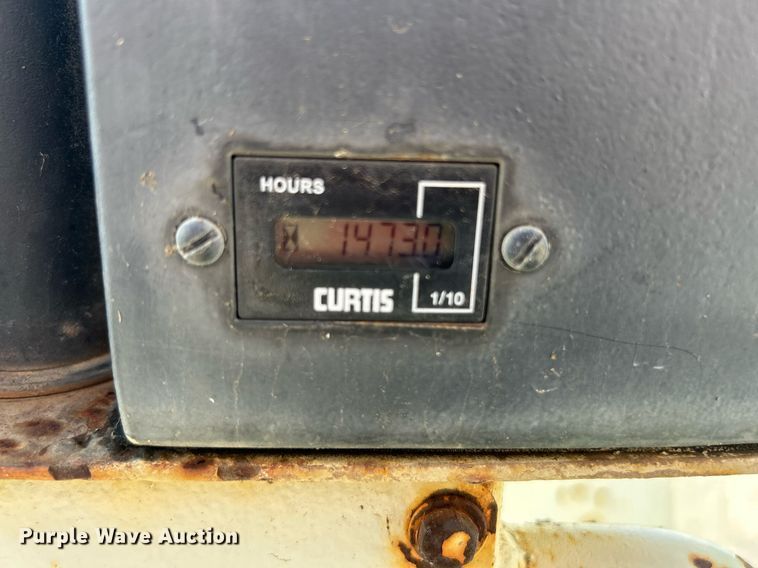 HOURS
14730
CURTIS
1/10
Purple Wave Auction